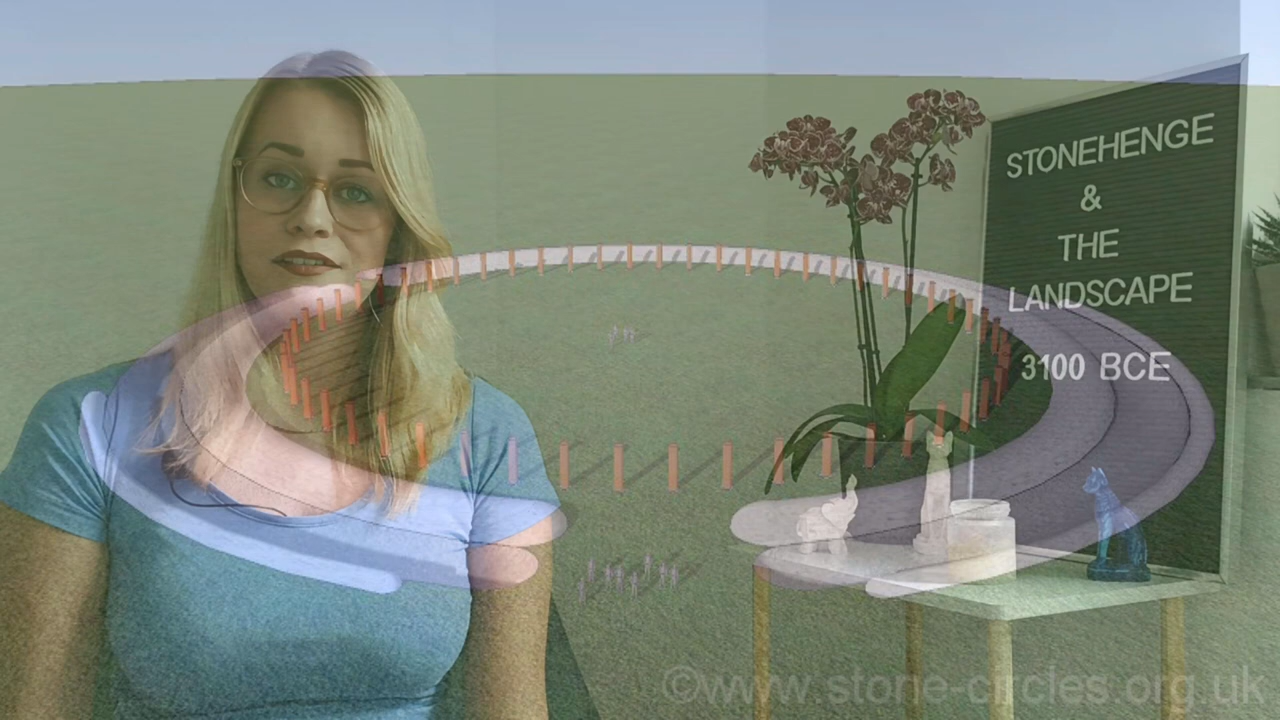 STONEHENGE
&
THE
LANDSCAPE
3100 BCE
©www.stone-circles.org.uk